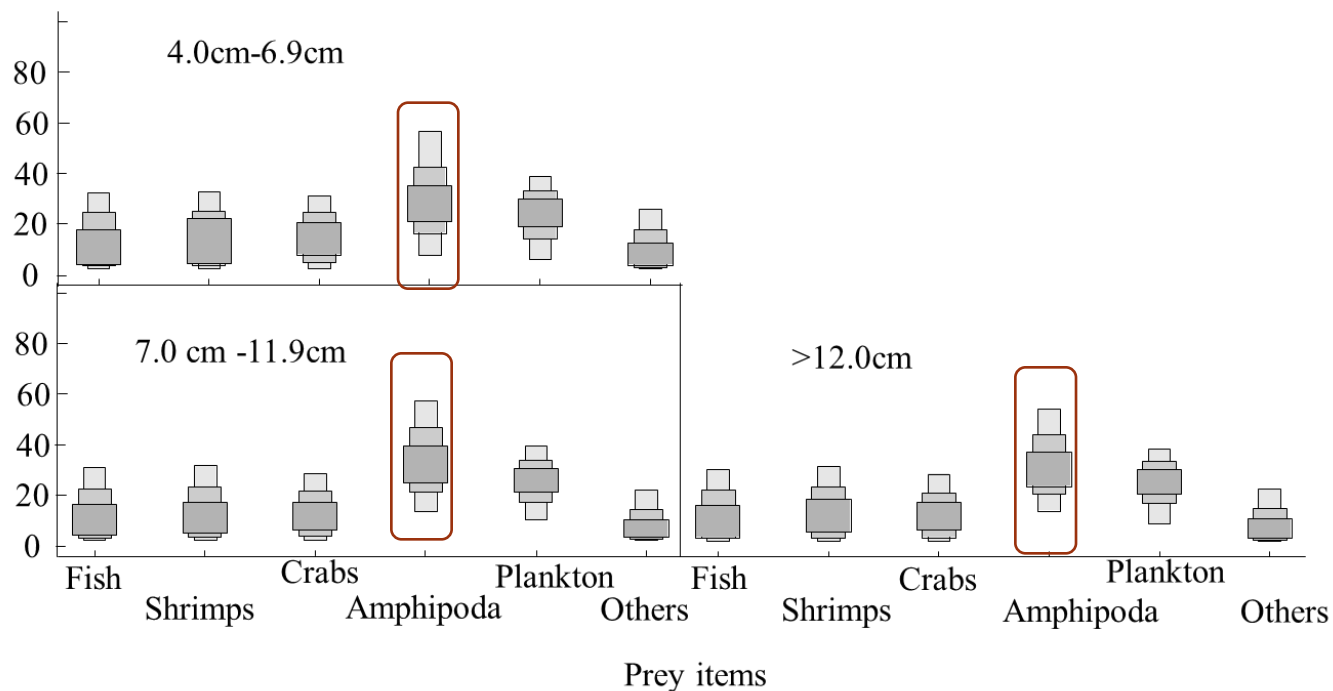 4.0cm-6.9cm
80
60
40
20
0
7.0 cm -11.9cm
>12.0cm
80
60
40
20
0
Fish
Shrimps
Crabs
Amphipoda
Plankton
Others
Fish
Shrimps
Crabs
Amphipoda
Plankton
Others
Prey items